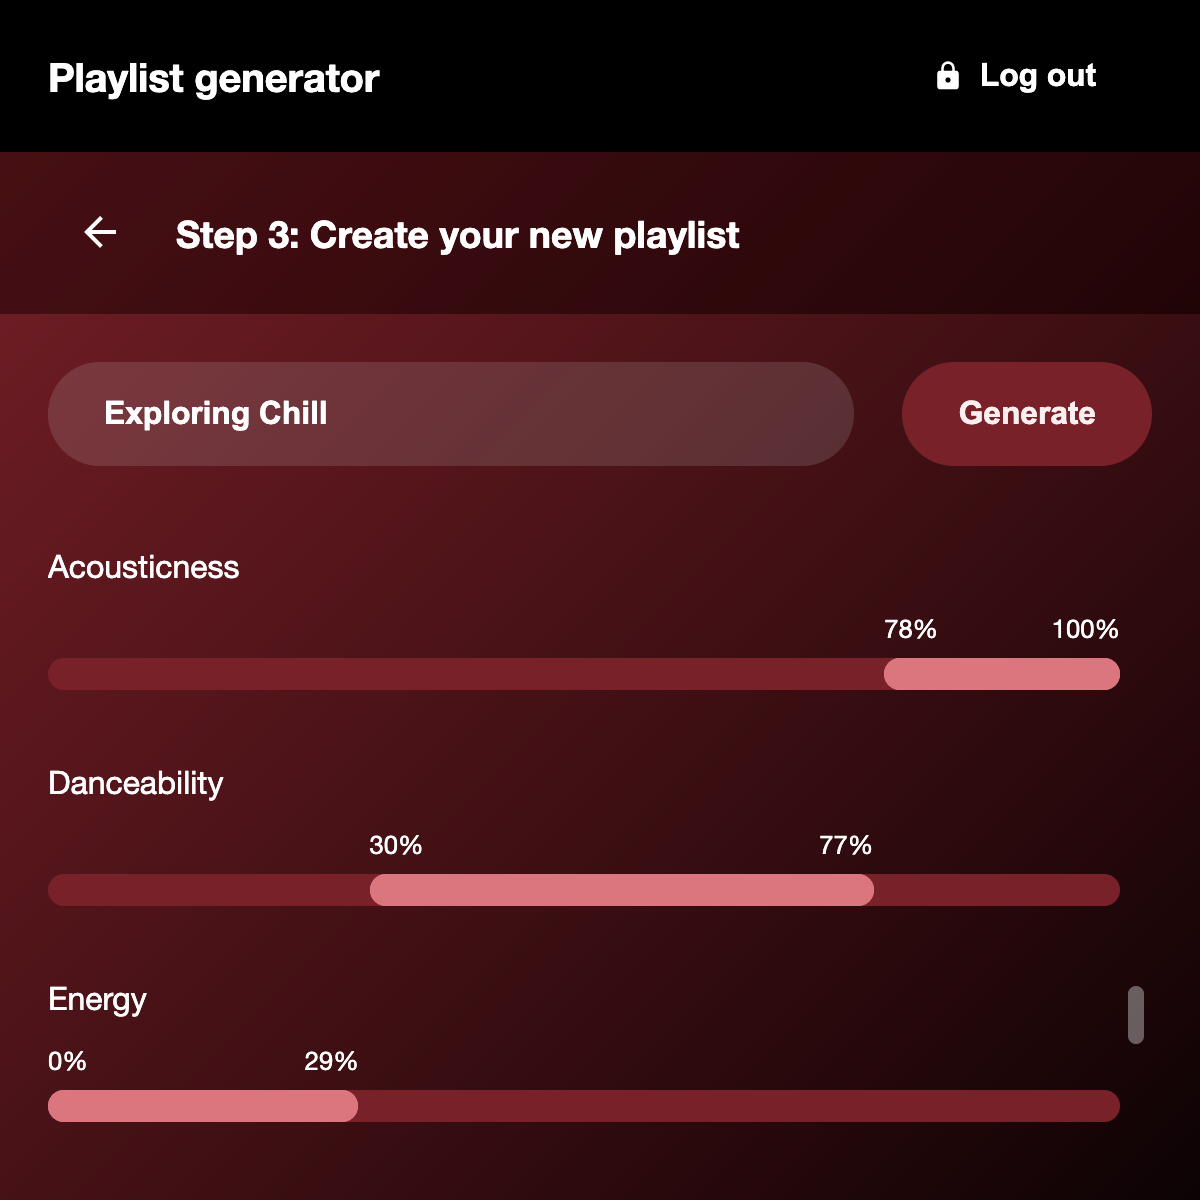 Playlist generator
Log out
Step 3: Create your new playlist
Exploring Chill
Generate
Acousticness
78% 100%
Danceability
30% 77%
Energy
0% 29%